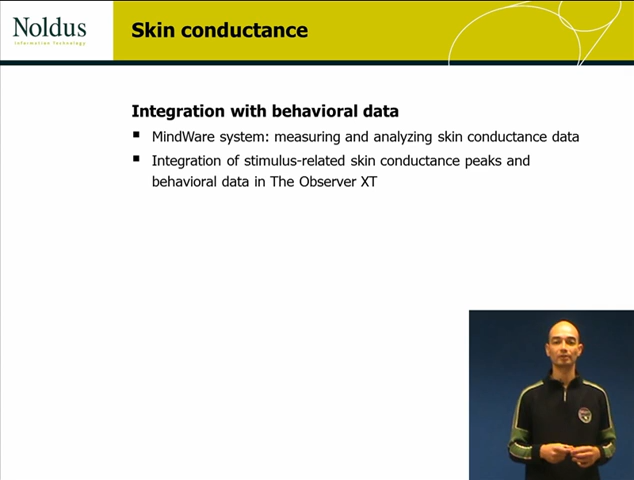 Noldus
Information Technology
Skin conductance
Integration with behavioral data
MindWare system: measuring and analyzing skin conductance data
Integration of stimulus-related skin conductance peaks and
behavioral data in The Observer XT